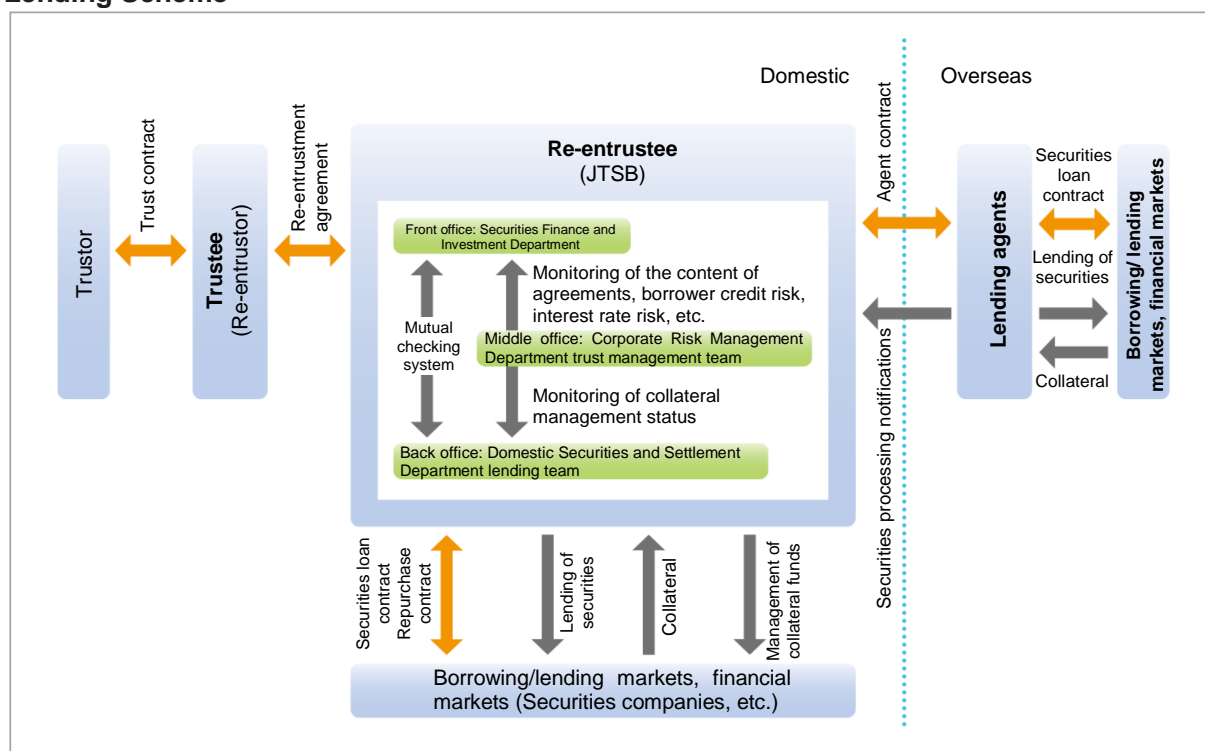 Lending Scheme
Domestic
Overseas
Trustor
Trust contract
Trustee
(Re-entrustor)
Re-entrustment
agreement
Re-entrustee
(JTSB)
Front office: Securities Finance and
Investment Department
Mutual
checking
system
Monitoring of the content of
agreements, borrower credit risk,
interest rate risk, etc.
Middle office: Corporate Risk Management
Department trust management team
Monitoring of collateral
management status
Back office: Domestic Securities and Settlement
Department lending team
Agent contract
Securities processing notifications
Lending agents
Securities
loan
contract
Lending of
securities
Collateral
Borrowing/ lending
markets, financial markets
Securities loan
contract
Repurchase
contract
Lending of
securities
Collateral
Management of
collateral funds
Borrowing/lending markets, financial
markets (Securities companies, etc.)